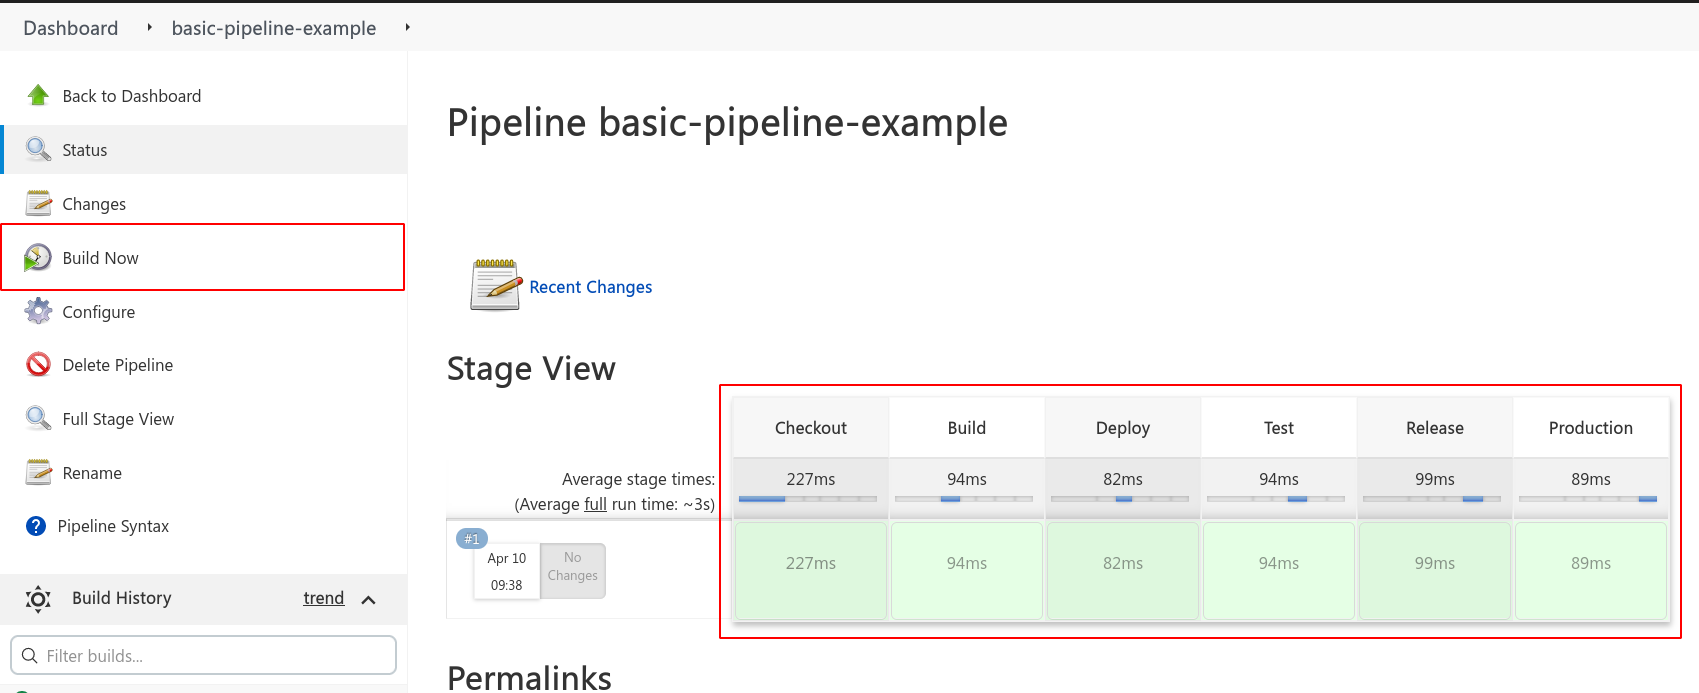 Dashboard basic-pipeline-example
Back to Dashboard
Status
Changes
Build Now
Configure
Delete Pipeline
Full Stage View
Rename
? Pipeline Syntax
Build History trend
Filter builds...
Pipeline basic-pipeline-example
Recent Changes
Stage View
Checkout Build Deploy Test Release Production
Average stage times: 227ms 94ms 82ms 94ms 99ms 89ms
(Average full run time: ~3s)
#1
Apr 10
09:38
No
Changes
227ms 94ms 82ms 94ms 99ms 89ms
Permalinks